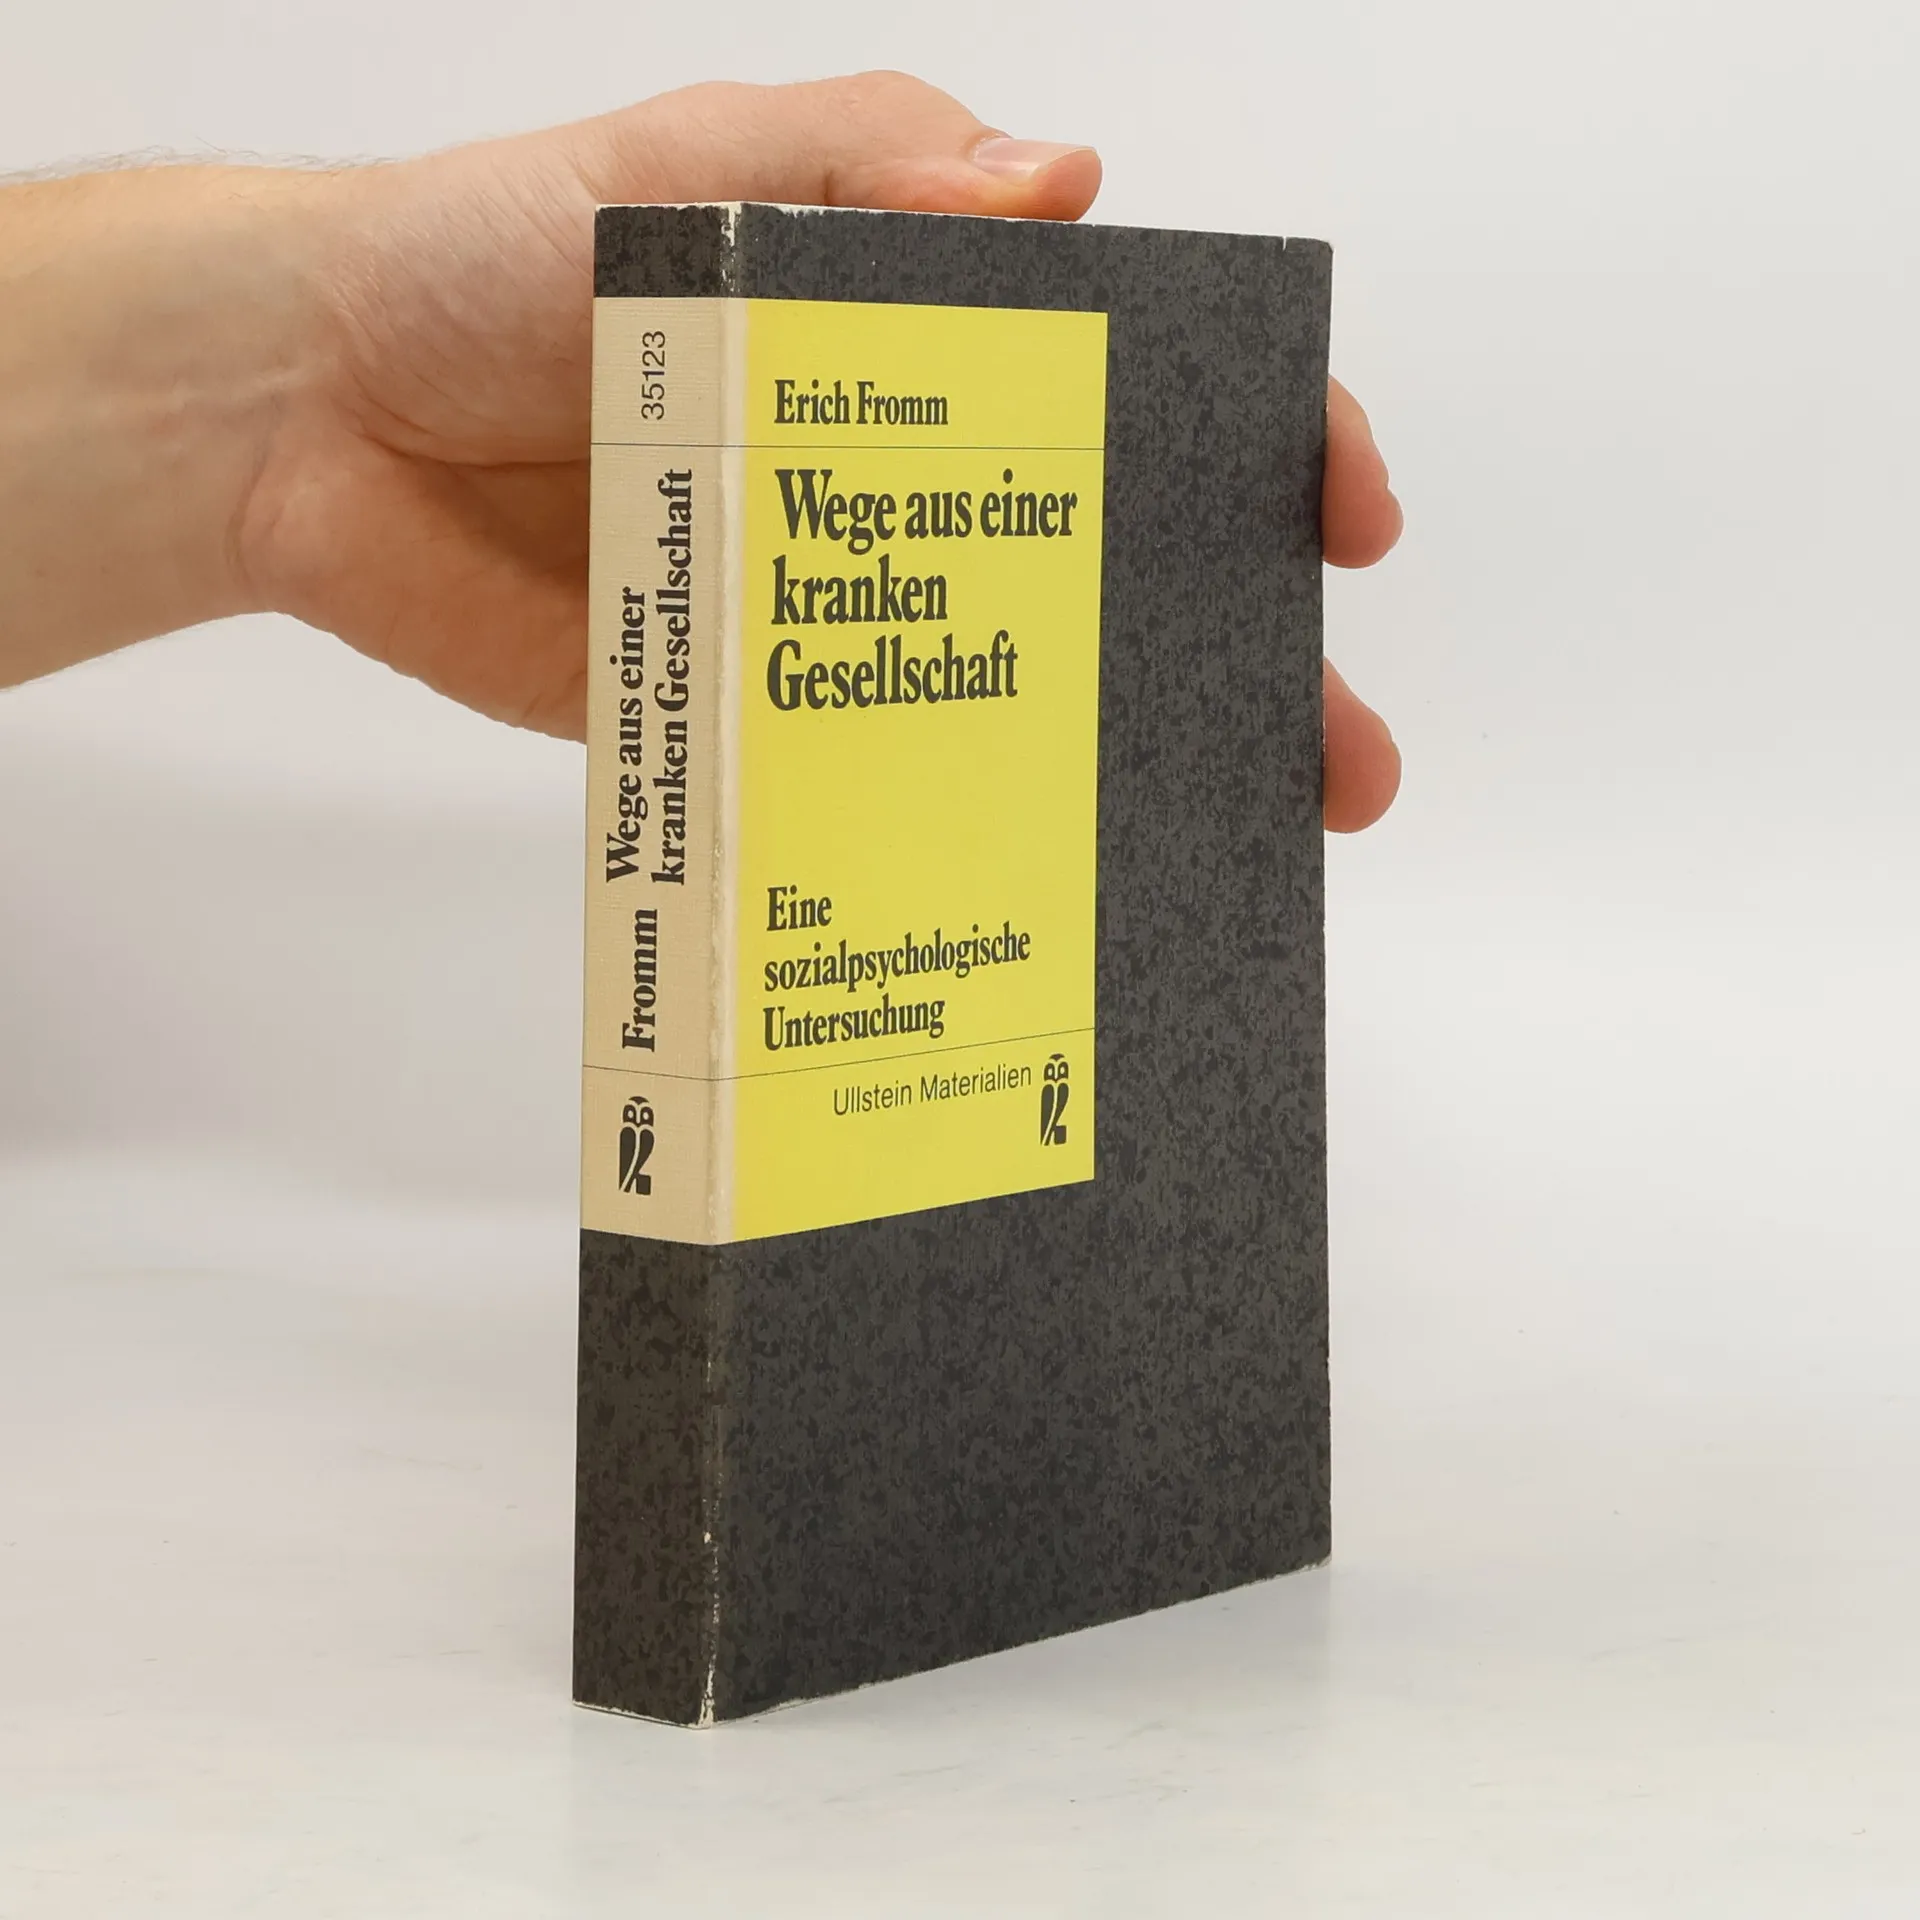 35123
Wege aus einer
kranken Gesellschaft
Fromm
Erich Fromm
Wege aus einer
kranken
Gesellschaft
Eine
sozialpsychologische
Untersuchung
Ullstein Materialien